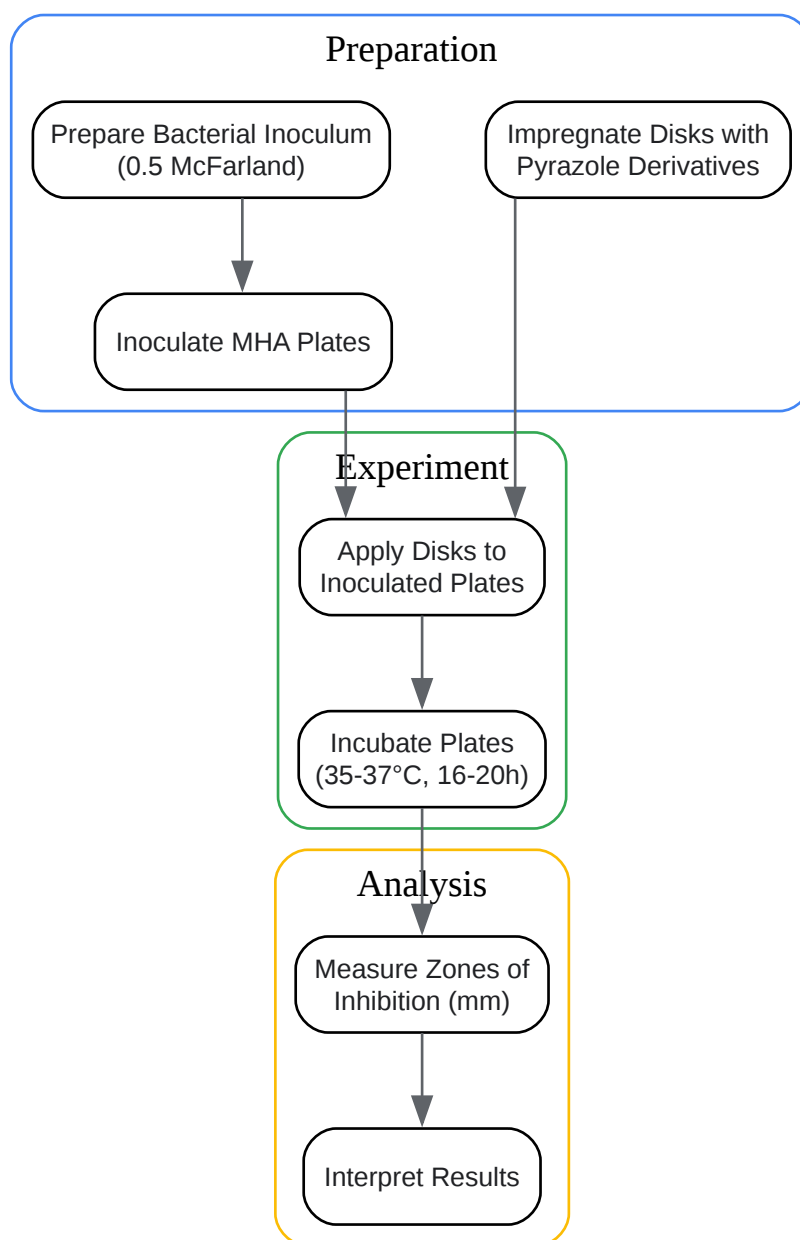 Preparation
Prepare Bacterial Inoculum
(0.5 McFarland)
Impregnate Disks with
Pyrazole Derivatives
Inoculate MHA Plates
Experiment
Apply Disks to
Inoculated Plates
Incubate Plates
(35-37°C, 16-20h)
Analysis
Measure Zones of
Inhibition (mm)
Interpret Results